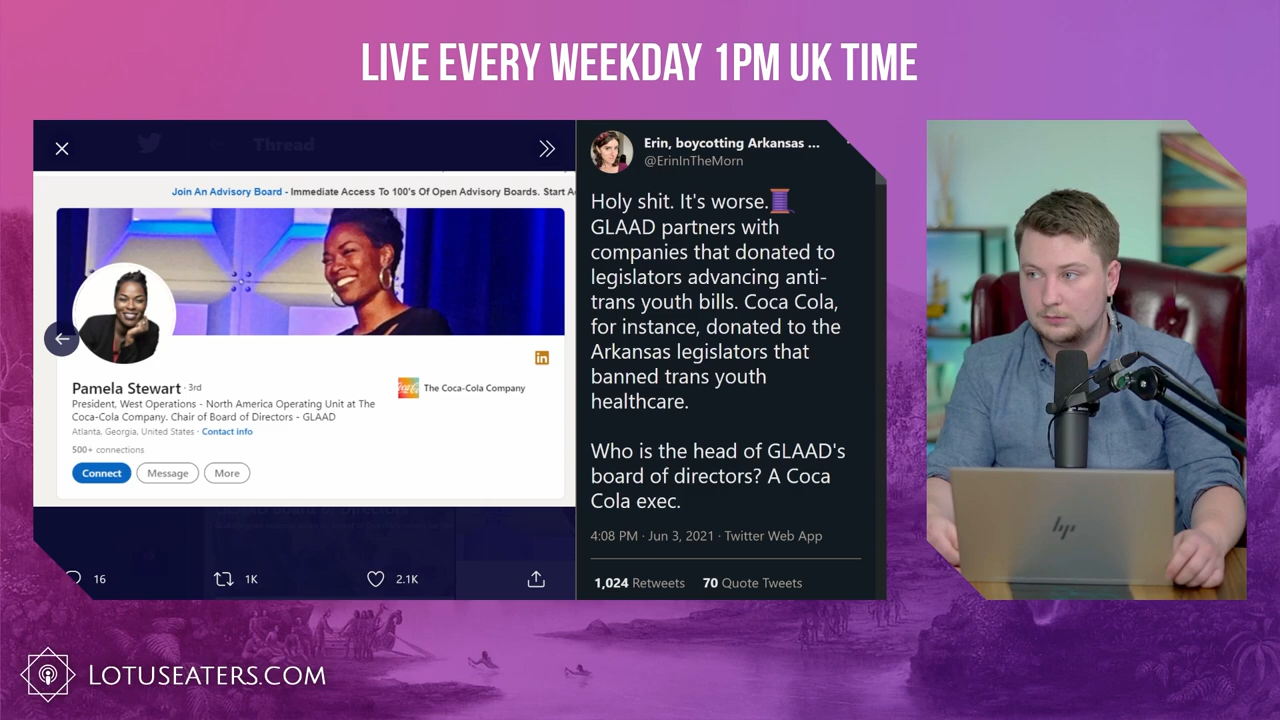 LIVE EVERY WEEKDAY 1PM UK TIME
Thread
Join An Advisory Board - Immediate Access To 100's Of Open Advisory Boards. Start
Pamela Stewart · 3rd
President, West Operations - North America Operating Unit at The
Coca-Cola Company. Chair of Board of Directors - GLAAD
Atlanta, Georgia, United States · Contact info
500+ connections
Connect
Message
More
in
The Coca-Cola Company
16
1K
2.1K
Erin, boycotting Arkansas ...
@ErinInTheMorn
Holy shit. It's worse.🧵
GLAAD partners with
companies that donated to
legislators advancing anti-
trans youth bills. Coca Cola,
for instance, donated to the
Arkansas legislators that
banned trans youth
healthcare.
Who is the head of GLAAD's
board of directors? A Coca
Cola exec.
4:08 PM · Jun 3, 2021 · Twitter Web App
1,024 Retweets 70 Quote Tweets
hp
LOTUSEATERS.COM